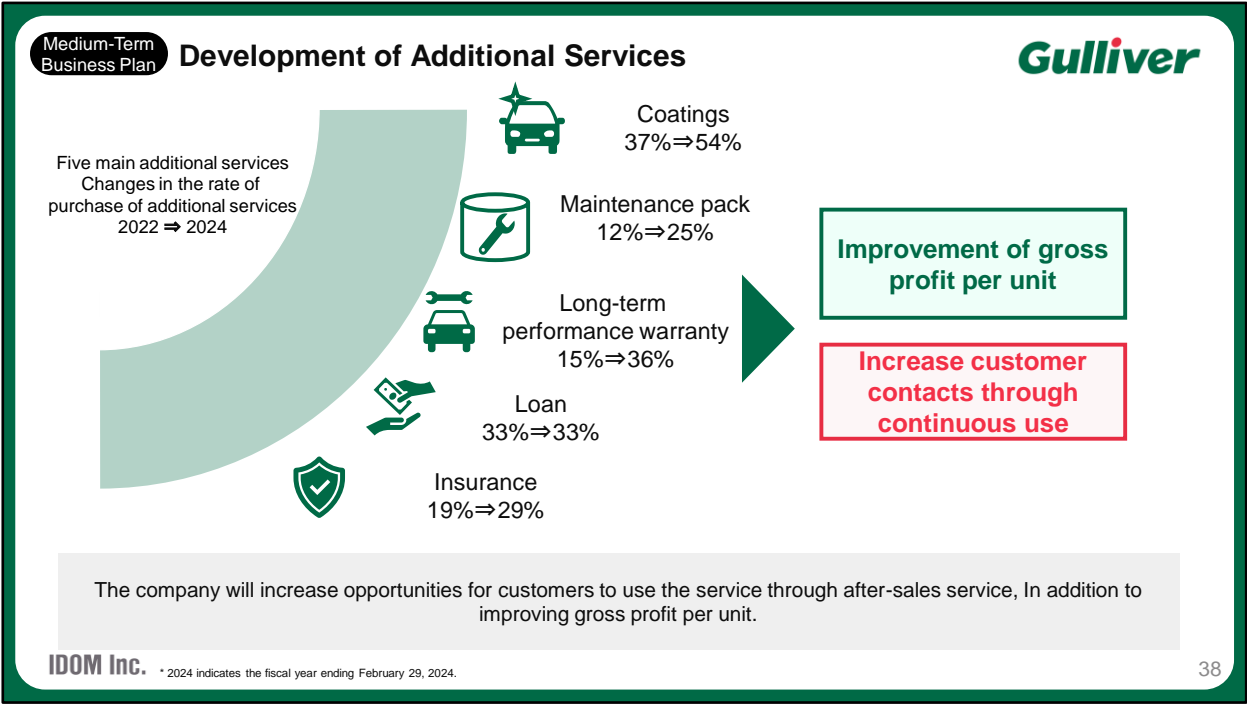 Medium-Term
Business Plan
Development of Additional Services
Gulliver
Five main additional services
Changes in the rate of
purchase of additional services
2022 ⇒ 2024
Coatings
37%⇒54%
Maintenance pack
12%⇒25%
Long-term
performance warranty
15%⇒36%
Loan
33%⇒33%
Insurance
19%⇒29%
Improvement of gross
profit per unit
Increase customer
contacts through
continuous use
The company will increase opportunities for customers to use the service through after-sales service, In addition to
improving gross profit per unit.
IDOM Inc.
* 2024 indicates the fiscal year ending February 29, 2024.
38